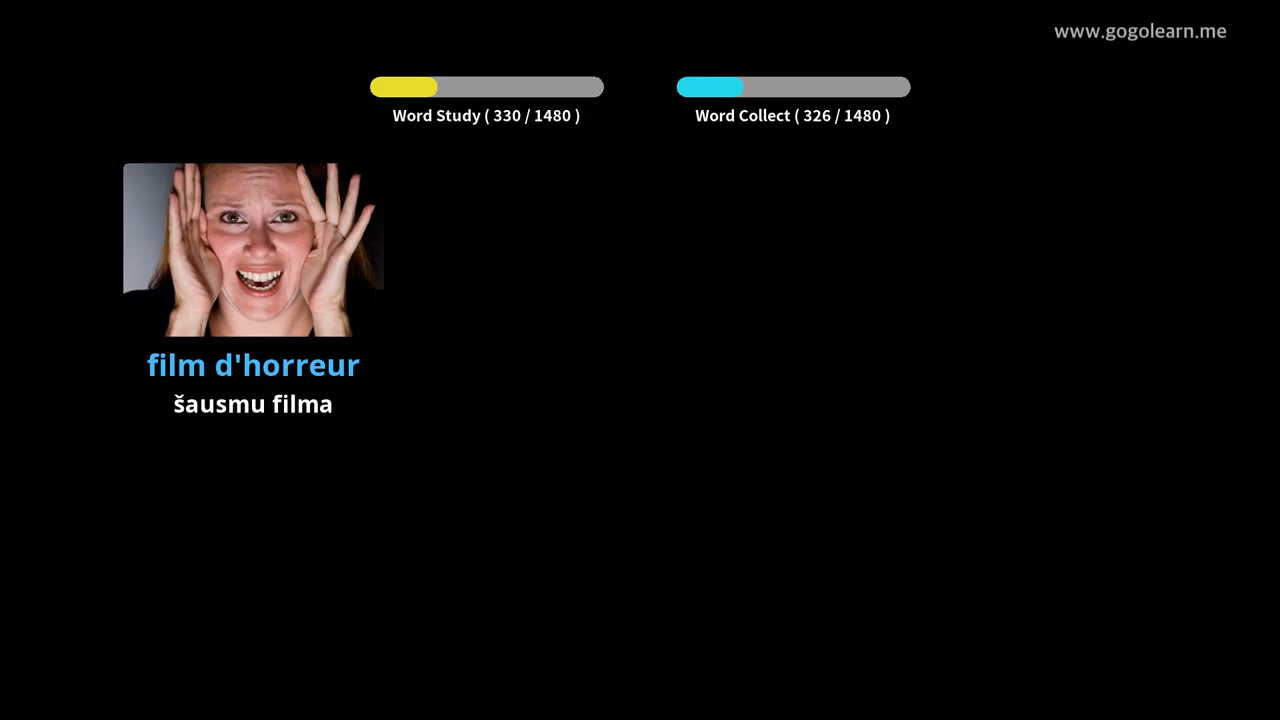 www.gogolearn.me
Word Study ( 330 / 1480 )
Word Collect ( 326 / 1480 )
film d'horreur
šausmu filma